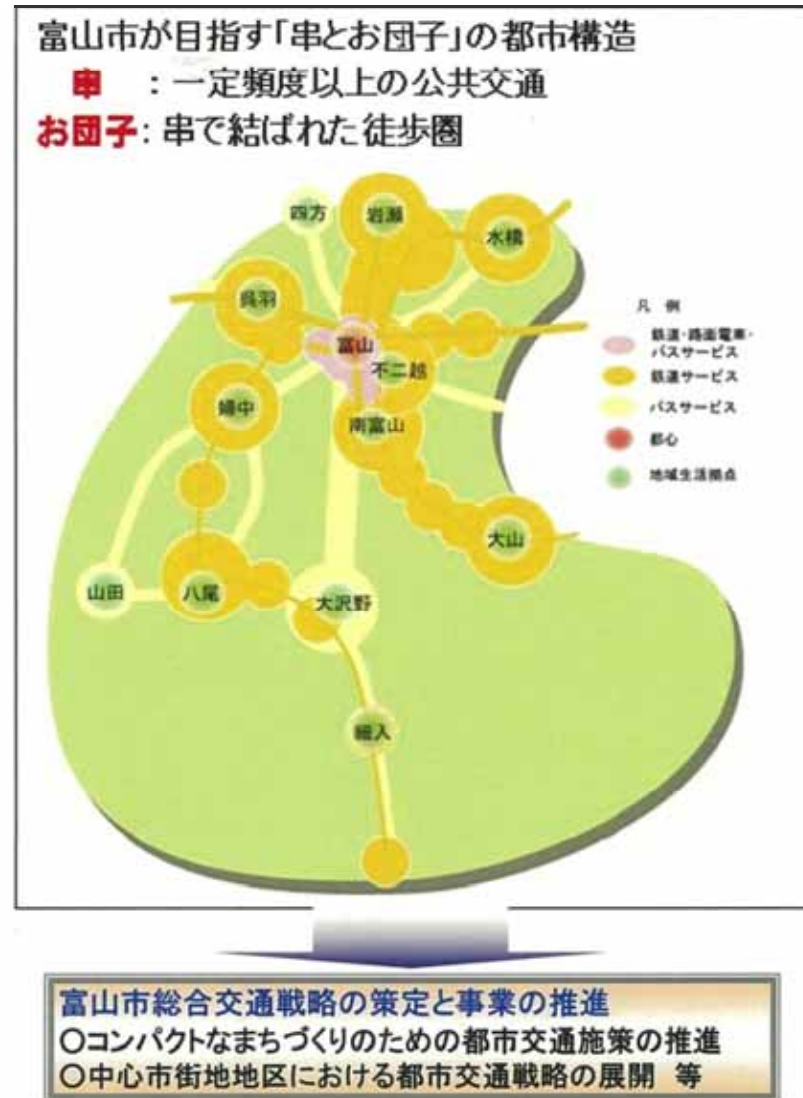 富山市が目指す「串とお団子」の都市構造
串 : 一定頻度以上の公共交通
お団子: 串で結ばれた徒歩圏
四方
岩瀬
水橋
呉羽
富山
不二越
婦中
南富山
大山
山田
八尾
大沢野
細入
凡 例
鉄道・路面電車・
バスサービス
鉄道サービス
バスサービス
都心
地域生活拠点
富山市総合交通戦略の策定と事業の推進
○コンパクトなまちづくりのための都市交通施策の推進
○中心市街地地区における都市交通戦略の展開 等